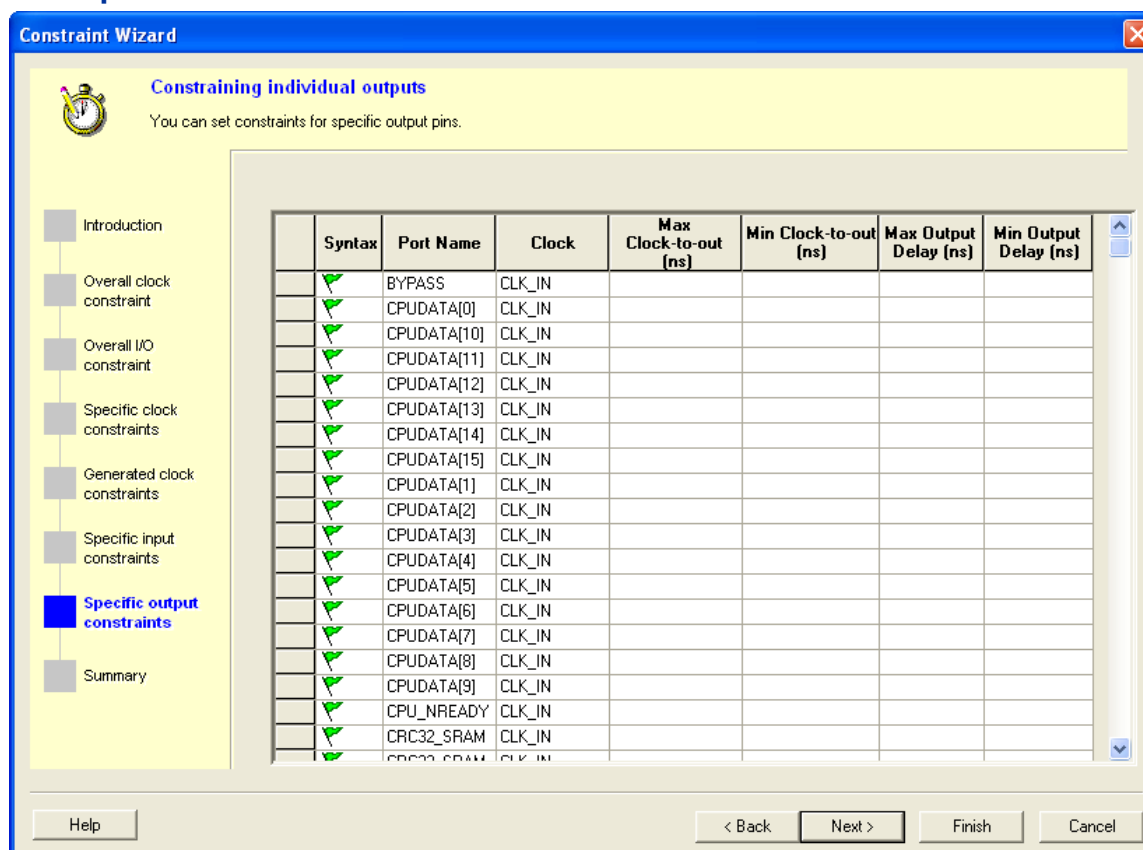 Constraint Wizard
Constraining individual outputs
You can set constraints for specific output pins.
Introduction
Overall clock
constraint
Overall I/O
constraint
Specific clock
constraints
Generated clock
constraints
Specific input
constraints
Specific output
constraints
Summary
Syntax Port Name Clock Max Clock-to-out (ns) Min Clock-to-out (ns) Max Output Delay (ns) Min Output Delay (ns)
BYPASS CLK_IN
CPUDATA[0] CLK_IN
CPUDATA[10] CLK_IN
CPUDATA[11] CLK_IN
CPUDATA[12] CLK_IN
CPUDATA[13] CLK_IN
CPUDATA[14] CLK_IN
CPUDATA[15] CLK_IN
CPUDATA[1] CLK_IN
CPUDATA[2] CLK_IN
CPUDATA[3] CLK_IN
CPUDATA[4] CLK_IN
CPUDATA[5] CLK_IN
CPUDATA[6] CLK_IN
CPUDATA[7] CLK_IN
CPUDATA[8] CLK_IN
CPUDATA[9] CLK_IN
CPU_NREADY CLK_IN
CRC32_SRAM CLK_IN
CRC32_SRAM CLK_IN
Help < Back Next > Finish Cancel